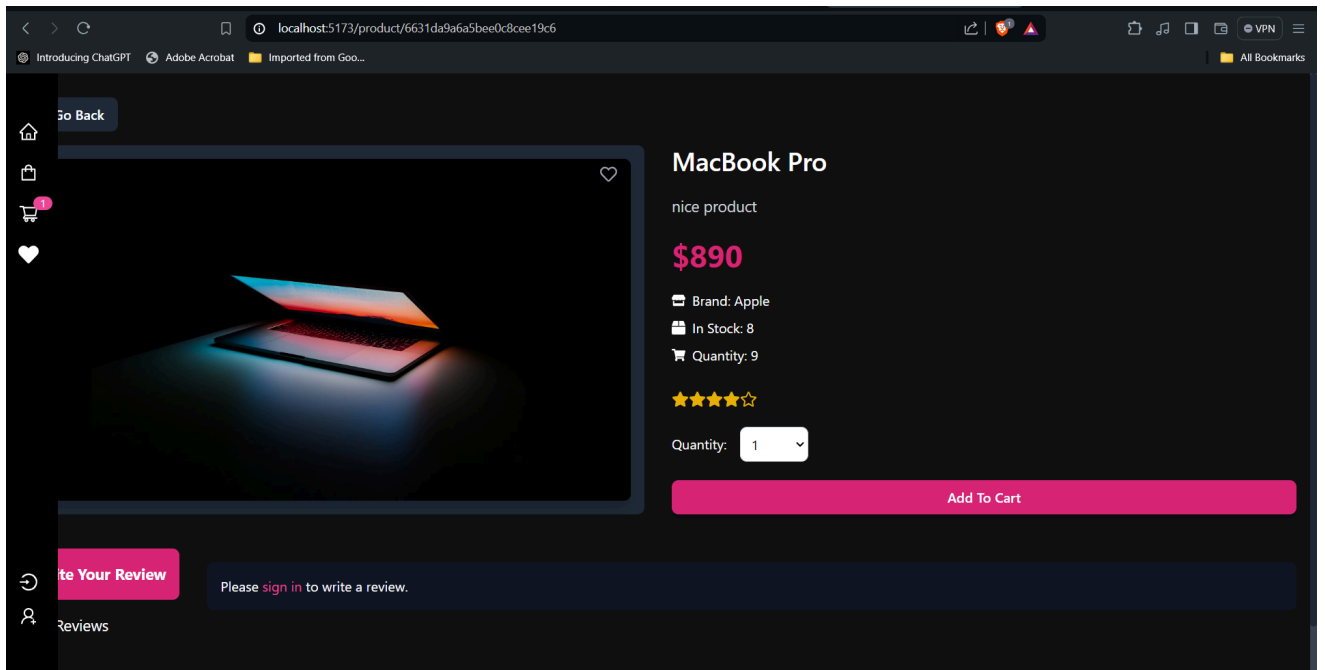 localhost:5173/product/6631da9a6a5bee0c8cee19c6
VPN
Introducing ChatGPT Adobe Acrobat Imported from Goo... All Bookmarks
Go Back
1
MacBook Pro
nice product
$890
Brand: Apple
In Stock: 8
Quantity: 9
Quantity: 1
Add To Cart
ite Your Review
Please sign in to write a review.
Reviews